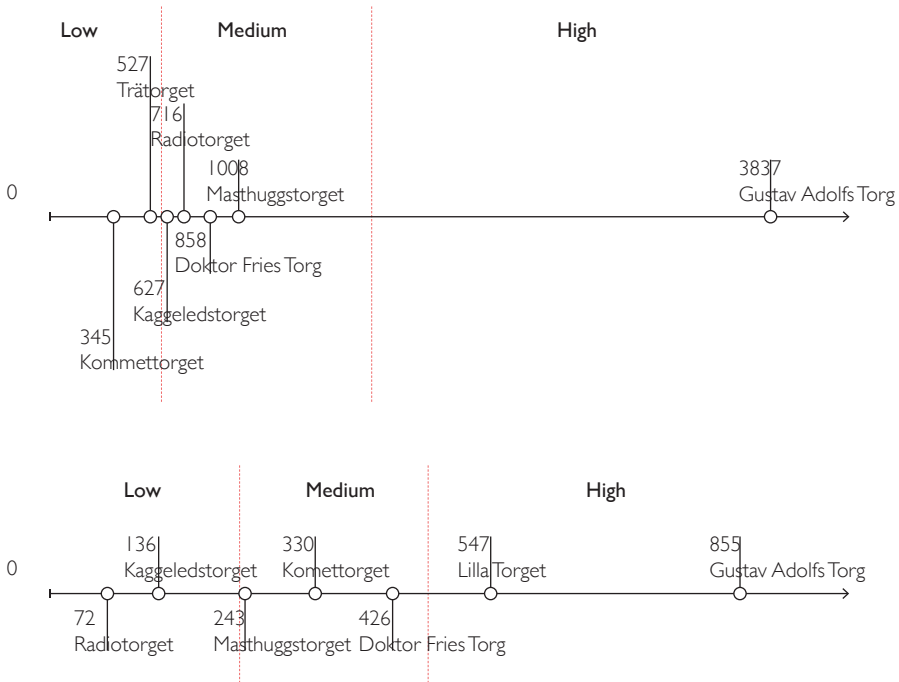 Low Medium High
527
Trätorget
716
Radiotorget
1008 3837
0 Masthuggstorget Gustav Adolfs Torg
858
Doktor Fries Torg
627
Kaggeledstorget
345
Kommettorget
Low Medium High
136 330 547 855
0 Kaggeledstorget Komettorget Lilla Torget Gustav Adolfs Torg
72 243 426
Radiotorget Masthuggstorget Doktor Fries Torg